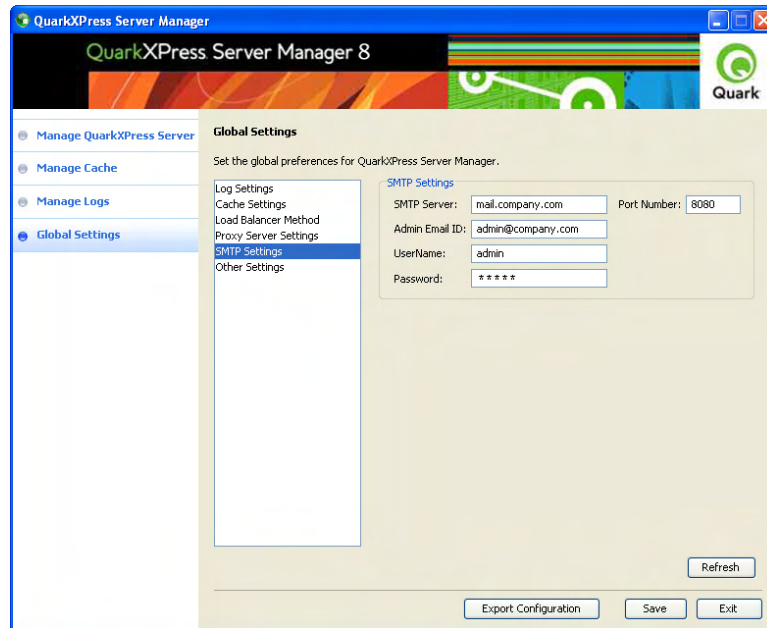 QuarkXPress Server Manager
QuarkXPress Server Manager 8
Quark
Manage QuarkXPress Server
Manage Cache
Manage Logs
Global Settings
Global Settings
Set the global preferences for QuarkXPress Server Manager.
Log Settings
Cache Settings
Load Balancer Method
Proxy Server Settings
SMTP Settings
Other Settings
SMTP Settings
SMTP Server: mail.company.com Port Number: 8080
Admin Email ID: admin@company.com
UserName: admin
Password: *****
Refresh
Export Configuration Save Exit